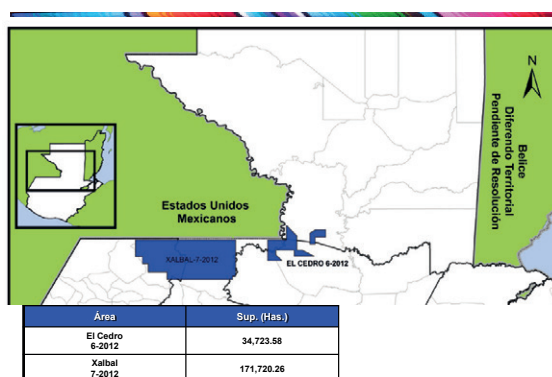 N
Belice
Diferendo Territorial
Pendiente de Resolución
Estados Unidos
Mexicanos
XALBAL-7-2012
EL CEDRO 6-2012
Área Sup. (Has.)
El Cedro
6-2012
34,723.58
Xalbal
7-2012
171,720.26